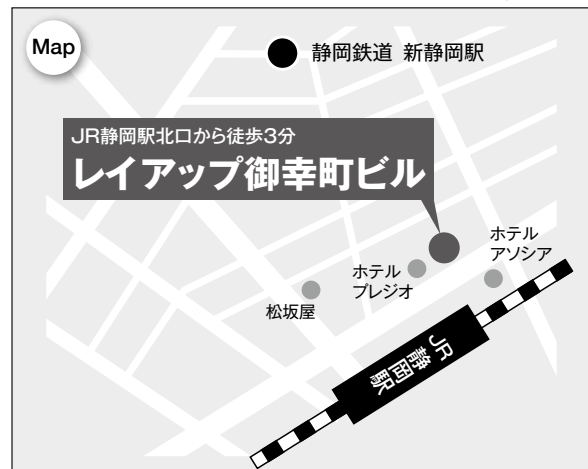 Map
静岡鉄道 新静岡駅
JR静岡駅北口から徒歩3分
レイアップ御幸町ビル
ホテル
アソシア
ホテル
プレジオ
松坂屋
JR
静岡駅